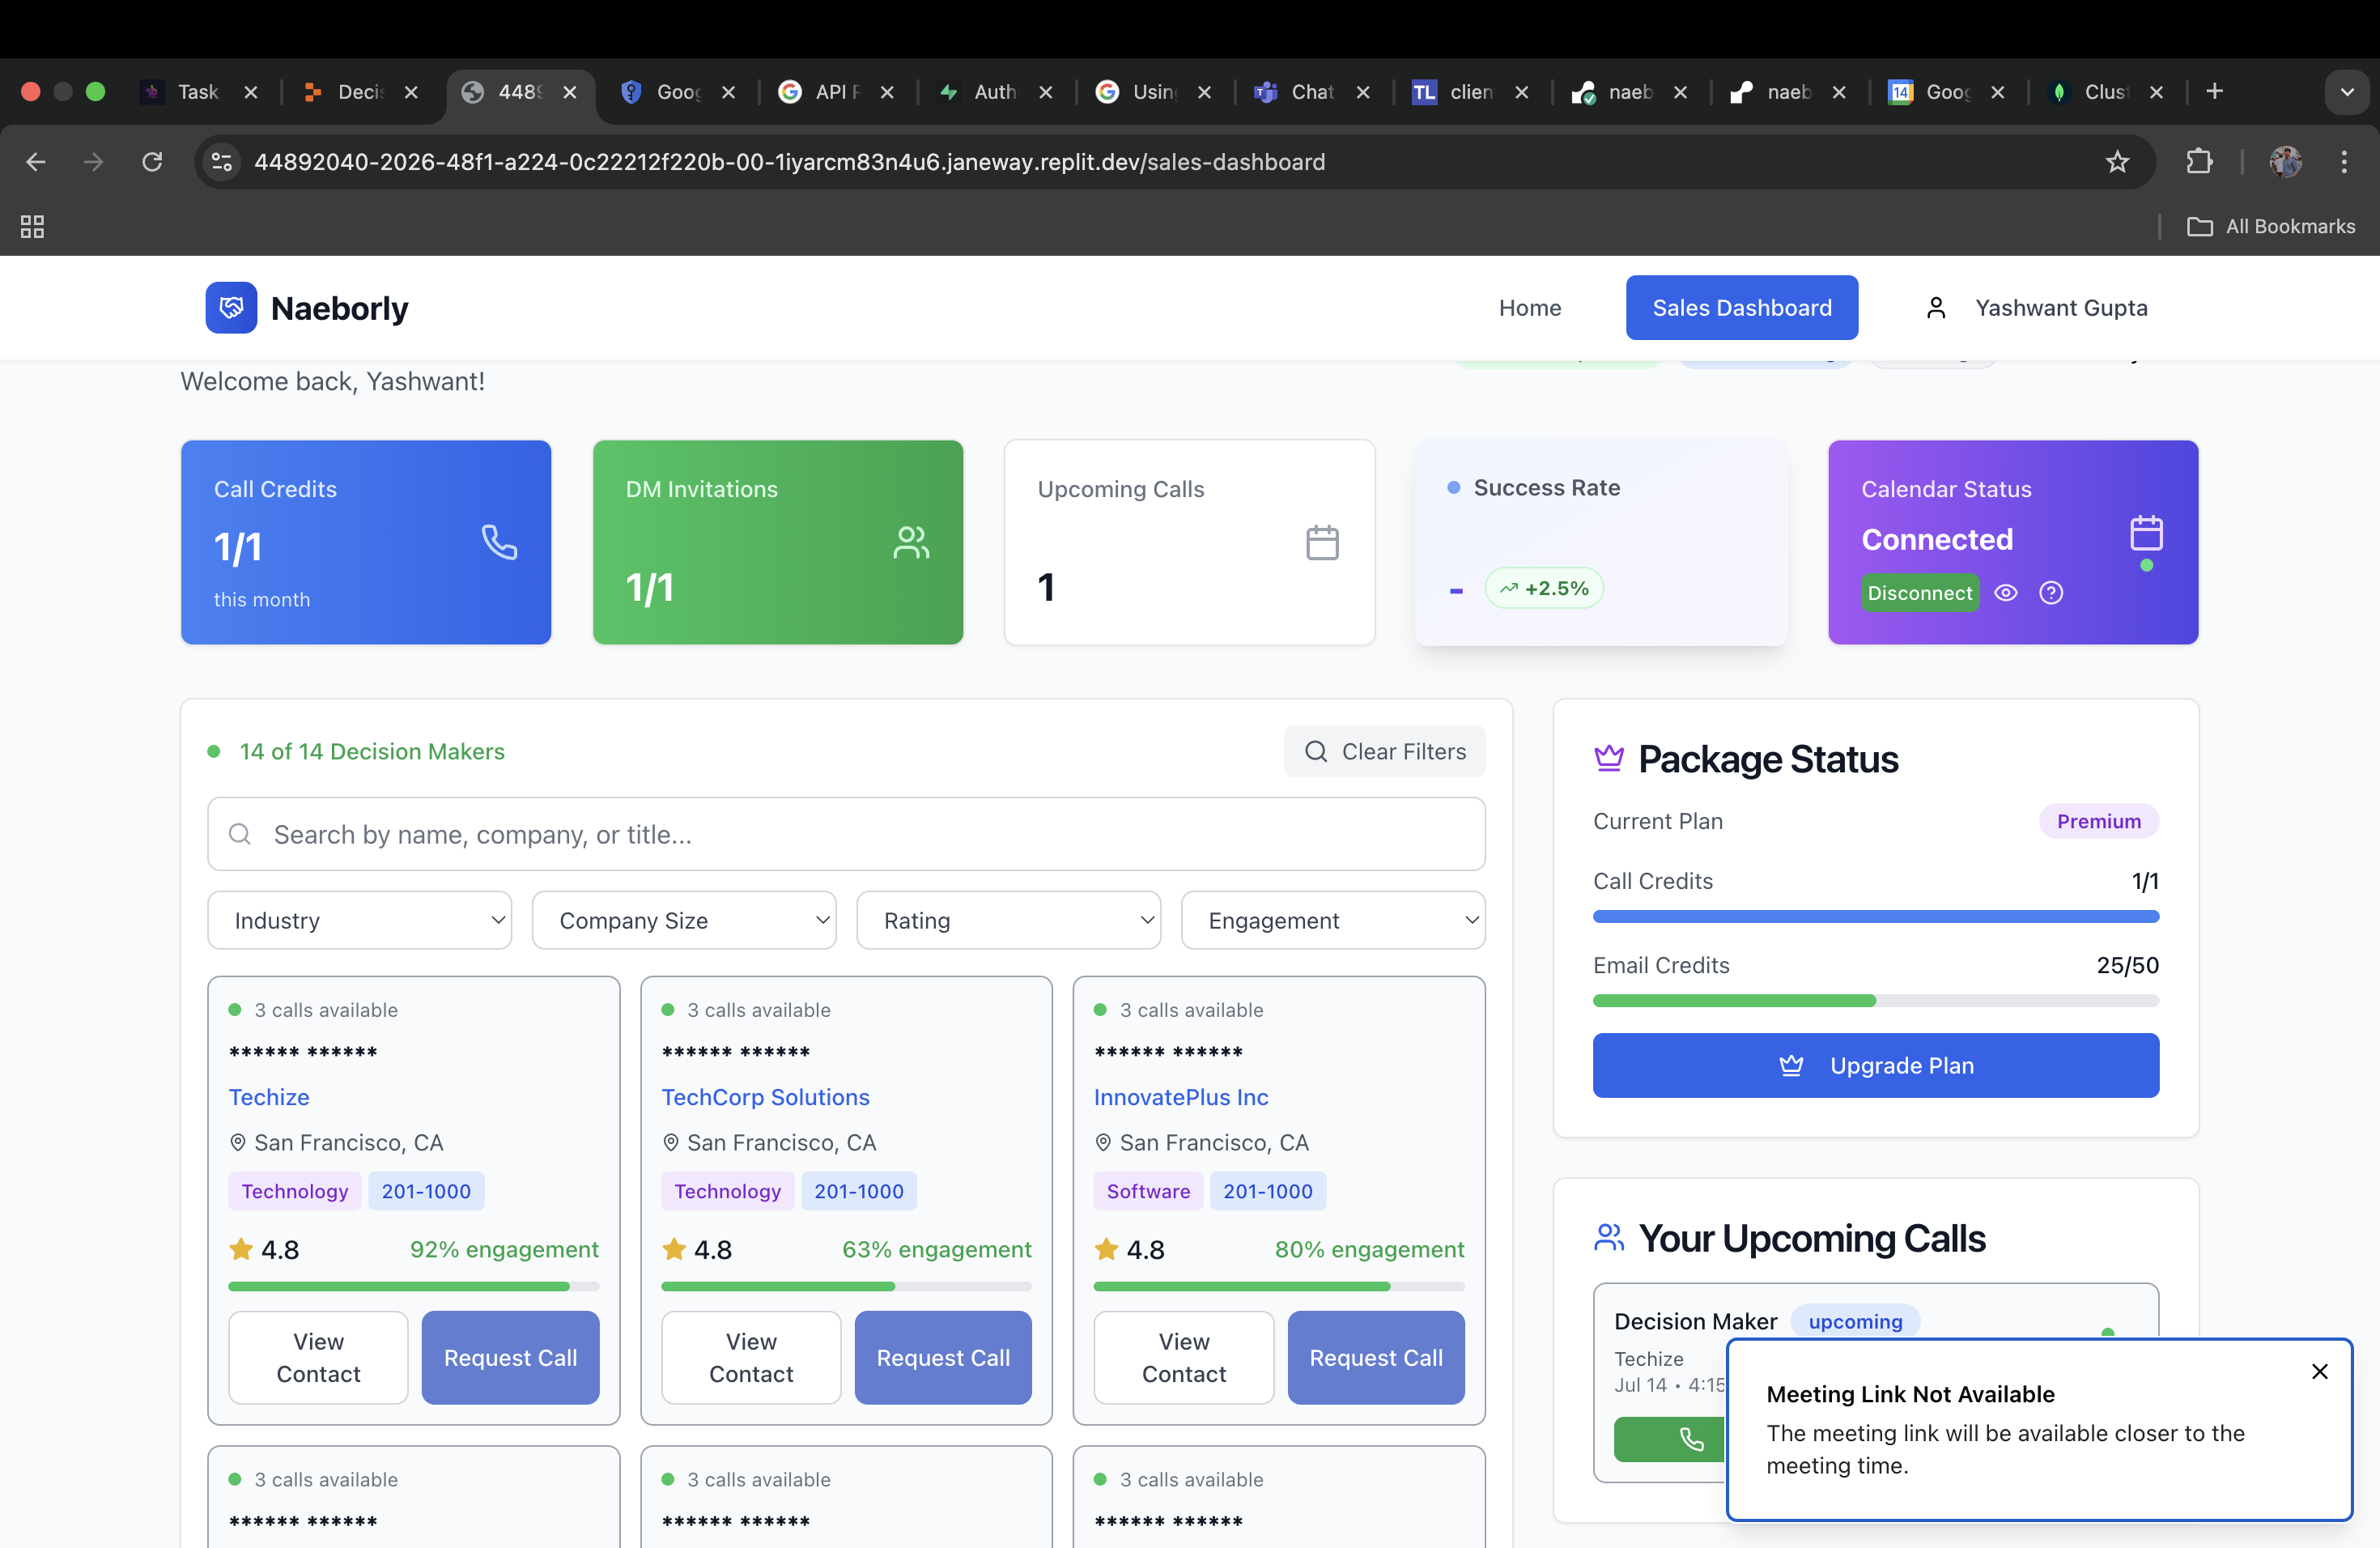 Task
Decis
4489
Goog
API R
Auth
Using
Chat
TL clien
naeb
naeb
14 Goog
Clust
44892040-2026-48f1-a224-0c22212f220b-00-1iyarcm83n4u6.janeway.replit.dev/sales-dashboard
All Bookmarks
Naeborly
Home
Sales Dashboard
Yashwant Gupta
Welcome back, Yashwant!
Call Credits
1/1
this month
DM Invitations
1/1
Upcoming Calls
1
Success Rate
-
+2.5%
Calendar Status
Connected
Disconnect
14 of 14 Decision Makers
Clear Filters
Search by name, company, or title...
Industry
Company Size
Rating
Engagement
3 calls available
****** ******
Techize
San Francisco, CA
Technology 201-1000
4.8 92% engagement
View Contact
Request Call
3 calls available
****** ******
TechCorp Solutions
San Francisco, CA
Technology 201-1000
4.8 63% engagement
View Contact
Request Call
3 calls available
****** ******
InnovatePlus Inc
San Francisco, CA
Software 201-1000
4.8 80% engagement
View Contact
Request Call
3 calls available
****** ******
3 calls available
****** ******
3 calls available
****** ******
Package Status
Current Plan Premium
Call Credits 1/1
Email Credits 25/50
Upgrade Plan
Your Upcoming Calls
Decision Maker upcoming
Techize
Jul 14 • 4:15
Meeting Link Not Available
The meeting link will be available closer to the
meeting time.